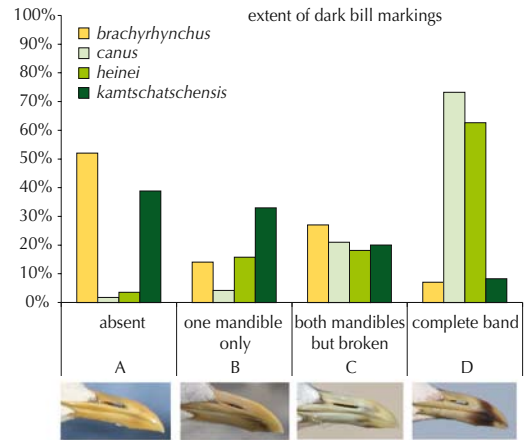 extent of dark bill markings
100%
90%
80%
70%
60%
50%
40%
30%
20%
10%
0%
brachyrhynchus
canus
heinei
kamtschatschensis
absent
one mandible
only
both mandibles
but broken
complete band
A
B
C
D